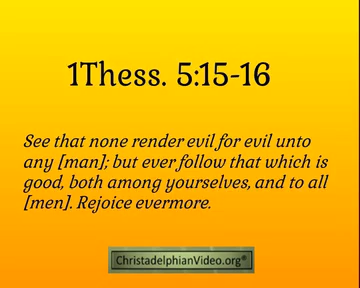 1Thess. 5:15-16
See that none render evil for evil unto
any [man]; but ever follow that which is
good, both among yourselves, and to all
[men]. Rejoice evermore.
ChristadelphianVideo.org®